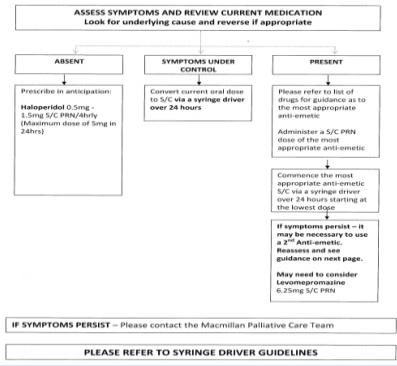 ASSESS SYMPTOMS AND REVIEW CURRENT MEDICATION
Look for underlying cause and reverse if appropriate
ABSENT
Prescribe in anticipation:
Haloperidol 0.5mg -
1.5mg S/C PRN/4hrly
(Maximum dose of 5mg in
24hrs)
SYMPTOMS UNDER
CONTROL
Convert current oral dose
to S/C via a syringe driver
over 24 hours
PRESENT
Please refer to list of
drugs for guidance as to
the most appropriate
anti-emetic
Administer a S/C PRN
dose of the most
appropriate anti-emetic
Commence the most
appropriate anti-emetic
S/C via a syringe driver
over 24 hours starting at
the lowest dose
If symptoms persist – it
may be necessary to use
a 2nd Anti-emetic.
Reassess and see
guidance on next page.
May need to consider
Levomepromazine
6.25mg S/C PRN
IF SYMPTOMS PERSIST – Please contact the Macmillan Palliative Care Team
PLEASE REFER TO SYRINGE DRIVER GUIDELINES